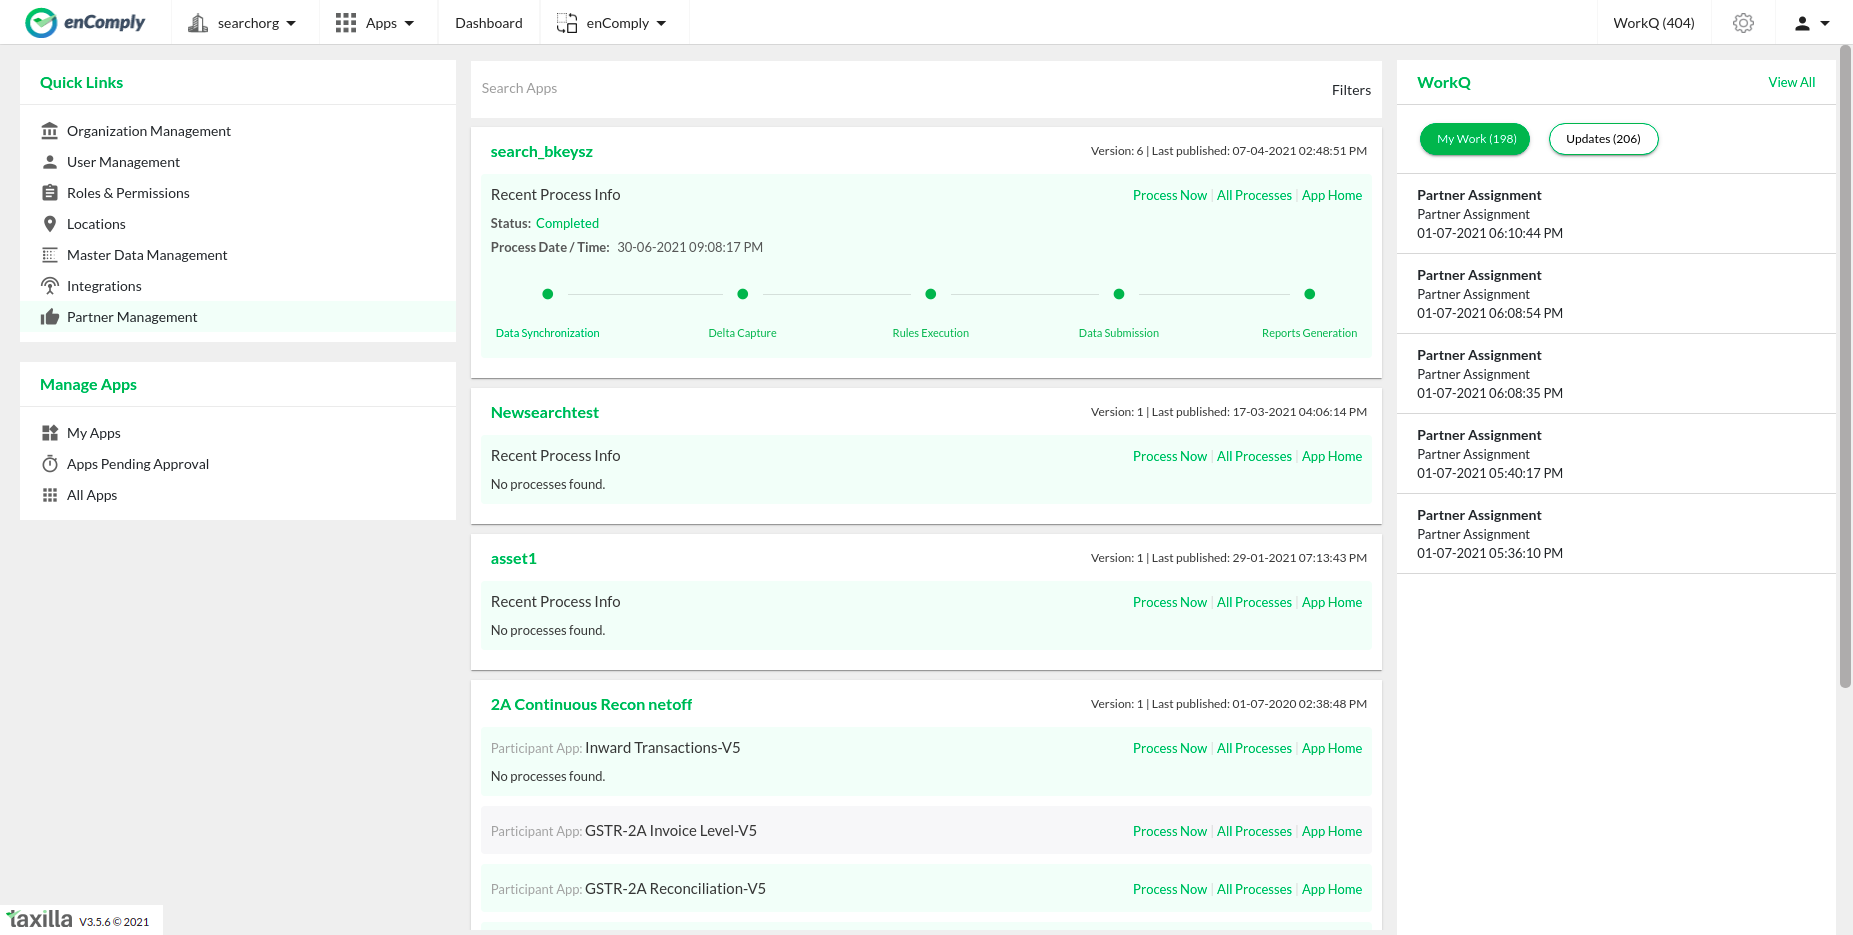 enComply
searchorg
Apps
Dashboard
enComply
WorkQ (404)
Quick Links
Organization Management
User Management
Roles & Permissions
Locations
Master Data Management
Integrations
Partner Management
Manage Apps
My Apps
Apps Pending Approval
All Apps
Search Apps
Filters
search_bkeysz
Version: 6 | Last published: 07-04-2021 02:48:51 PM
Recent Process Info
Process Now | All Processes | App Home
Status: Completed
Process Date / Time: 30-06-2021 09:08:17 PM
Data Synchronization
Delta Capture
Rules Execution
Data Submission
Reports Generation
Newsearchtest
Version: 1 | Last published: 17-03-2021 04:06:14 PM
Recent Process Info
Process Now | All Processes | App Home
No processes found.
asset1
Version: 1 | Last published: 29-01-2021 07:13:43 PM
Recent Process Info
Process Now | All Processes | App Home
No processes found.
2A Continuous Recon netoff
Version: 1 | Last published: 01-07-2020 02:38:48 PM
Participant App: Inward Transactions-V5
Process Now | All Processes | App Home
No processes found.
Participant App: GSTR-2A Invoice Level-V5
Process Now | All Processes | App Home
Participant App: GSTR-2A Reconciliation-V5
Process Now | All Processes | App Home
WorkQ
View All
My Work (198)
Updates (206)
Partner Assignment
Partner Assignment
01-07-2021 06:10:44 PM
Partner Assignment
Partner Assignment
01-07-2021 06:08:54 PM
Partner Assignment
Partner Assignment
01-07-2021 06:08:35 PM
Partner Assignment
Partner Assignment
01-07-2021 05:40:17 PM
Partner Assignment
Partner Assignment
01-07-2021 05:36:10 PM
taxilla V3.5.6 © 2021